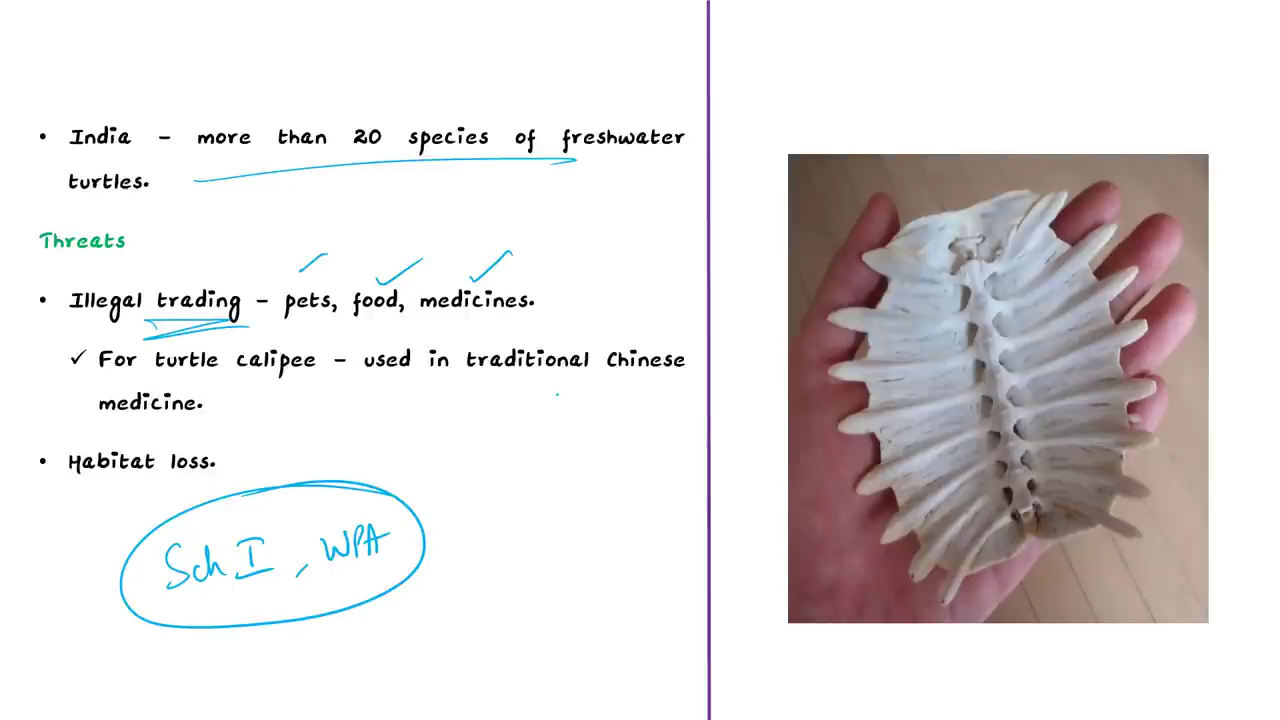 • India – more than 20 species of freshwater
turtles.
Threats
• Illegal trading – pets, food, medicines.
✓ For turtle calipee – used in traditional Chinese
medicine.
• Habitat loss.
Sch I, WPA